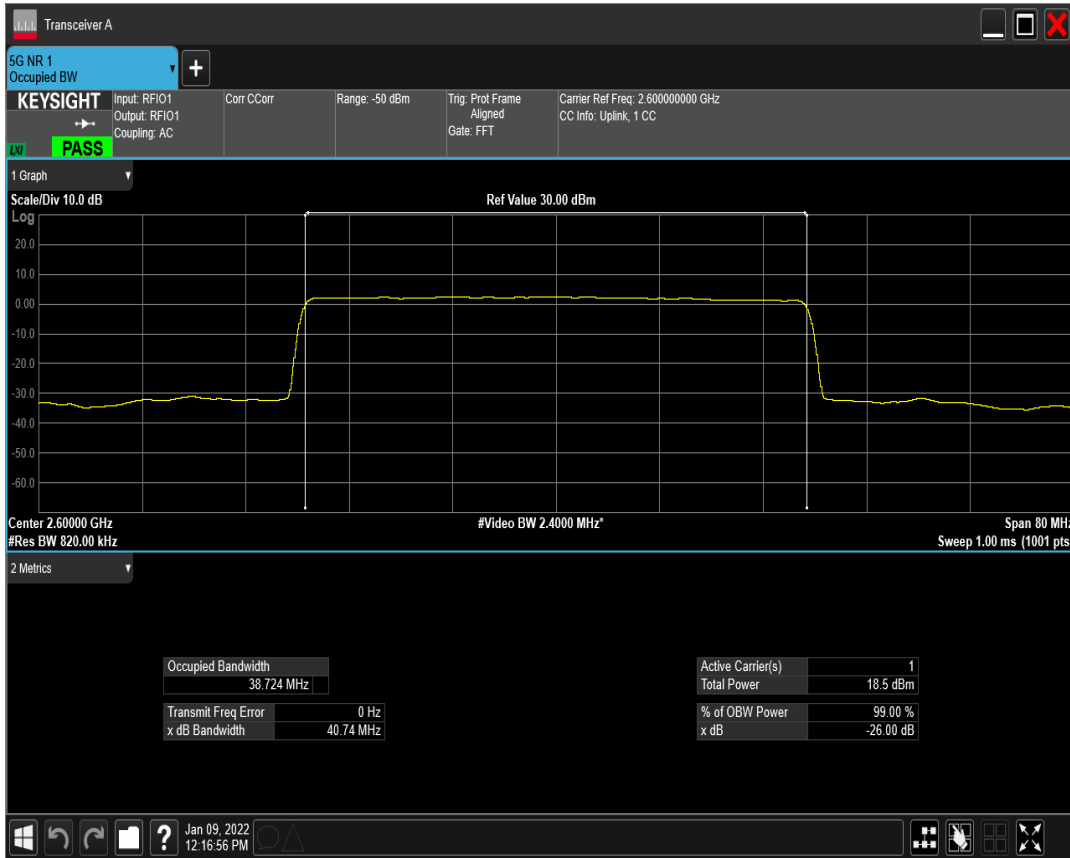 Transceiver A
5G NR 1
Occupied BW
+
KEYSIGHT
LXI
PASS
Input: RFIO1
Output: RFIO1
Coupling: AC
Corr CCorr
Range: -50 dBm
Trig: Prot Frame
Aligned
Gate: FFT
Carrier Ref Freq: 2.600000000 GHz
CC Info: Uplink, 1 CC
1 Graph
Scale/Div 10.0 dB
Ref Value 30.00 dBm
Log
20.0
10.0
0.00
-10.0
-20.0
-30.0
-40.0
-50.0
-60.0
Center 2.60000 GHz
#Video BW 2.4000 MHz*
Span 80 MHz
#Res BW 820.00 kHz
Sweep 1.00 ms (1001 pts
2 Metrics
Occupied Bandwidth
38.724 MHz
Transmit Freq Error 0 Hz
x dB Bandwidth 40.74 MHz
Active Carrier(s) 1
Total Power 18.5 dBm
% of OBW Power 99.00 %
x dB -26.00 dB
?
Jan 09, 2022
12:16:56 PM